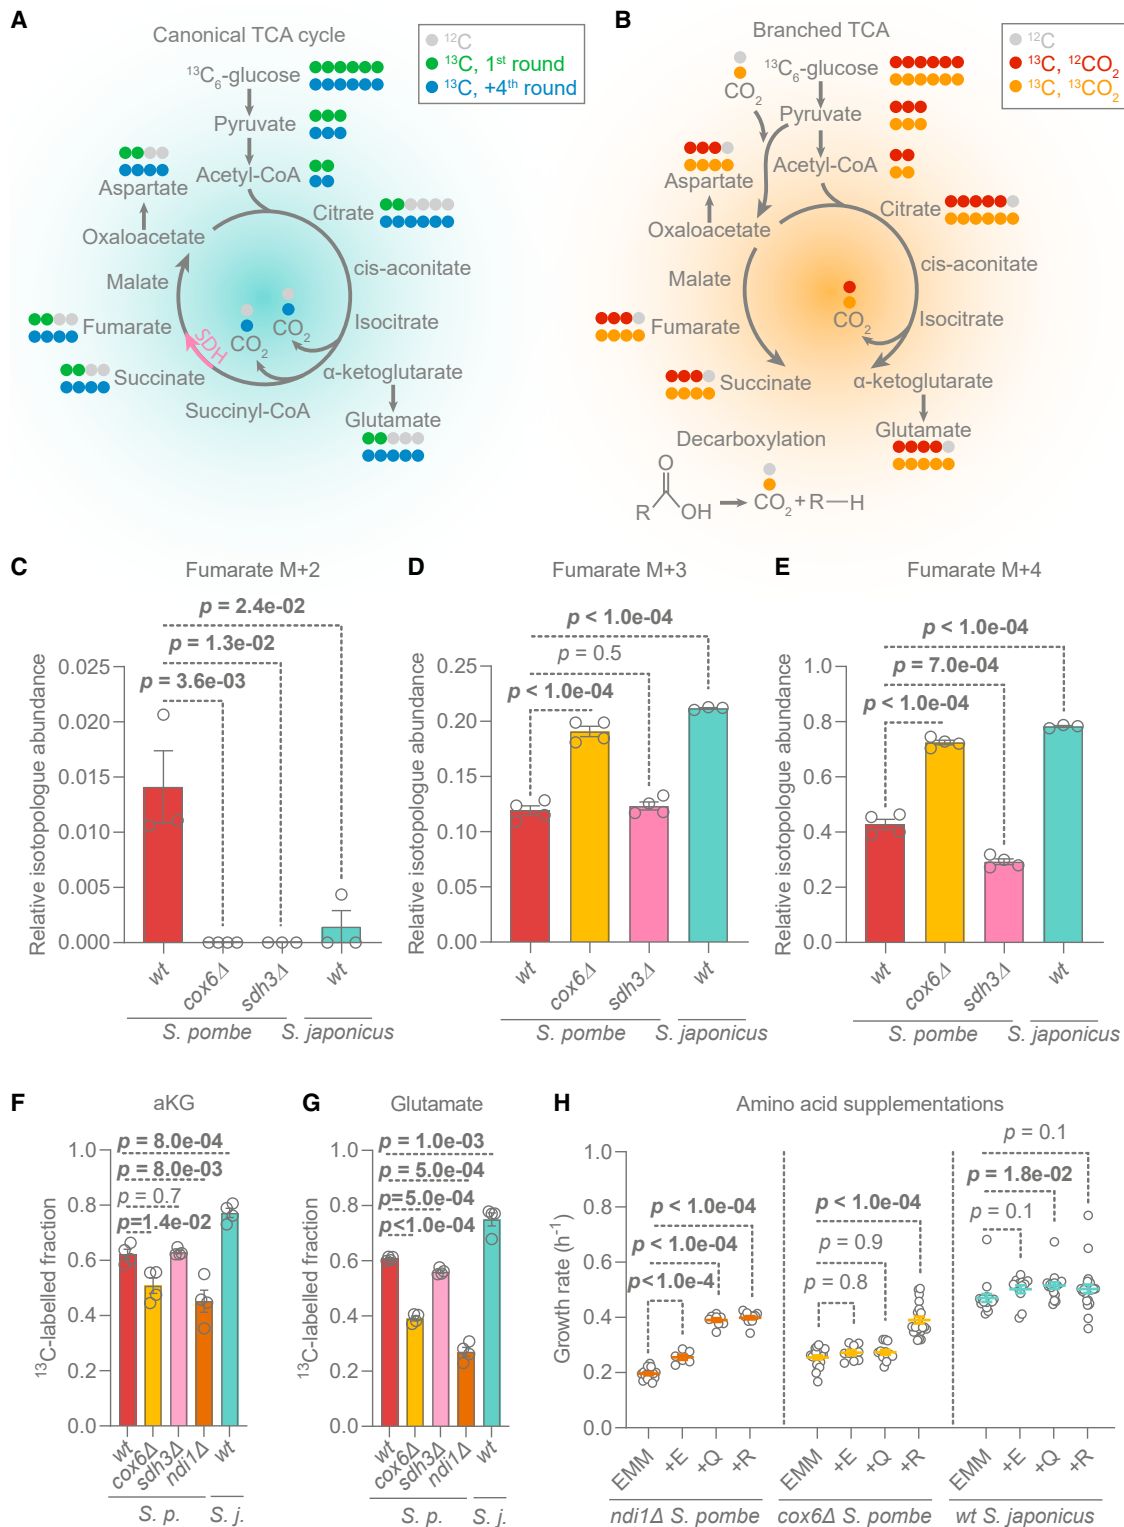 A
Canonical TCA cycle
12C
13C, 1st round
13C, +4th round
13C6-glucose
Pyruvate
Acetyl-CoA
Aspartate
Citrate
Oxaloacetate
cis-aconitate
Malate
Isocitrate
CO2
CO2
Fumarate
SDH
α-ketoglutarate
Succinate
Succinyl-CoA
Glutamate
B
Branched TCA
12C
13C, 12CO2
13C, 13CO2
CO2
13C6-glucose
Pyruvate
Acetyl-CoA
Aspartate
Citrate
Oxaloacetate
cis-aconitate
Malate
CO2
Isocitrate
Fumarate
Succinate
α-ketoglutarate
Glutamate
Decarboxylation
O
R
OH
CO2 + R—H
C
Fumarate M+2
p = 2.4e-02
p = 1.3e-02
p = 3.6e-03
Relative isotopologue abundance
0.025
0.020
0.015
0.010
0.005
0.000
wt
cox6Δ
sdh3Δ
wt
S. pombe
S. japonicus
D
Fumarate M+3
p < 1.0e-04
p = 0.5
p < 1.0e-04
Relative isotopologue abundance
0.25
0.20
0.15
0.10
0.05
0.00
wt
cox6Δ
sdh3Δ
wt
S. pombe
S. japonicus
E
Fumarate M+4
p < 1.0e-04
p = 7.0e-04
p < 1.0e-04
Relative isotopologue abundance
1.0
0.8
0.6
0.4
0.2
0.0
wt
cox6Δ
sdh3Δ
wt
S. pombe
S. japonicus
F
aKG
p = 8.0e-04
p = 8.0e-03
p = 0.7
p=1.4e-02
13C-labelled fraction
1.0
0.8
0.6
0.4
0.2
0.0
wt
cox6Δ
sdh3Δ
ndi1Δ
wt
S. p.
S. j.
G
Glutamate
p = 1.0e-03
p = 5.0e-04
p=5.0e-04
p<1.0e-04
13C-labelled fraction
1.0
0.8
0.6
0.4
0.2
0.0
wt
cox6Δ
sdh3Δ
ndi1Δ
wt
S. p.
S. j.
H
Amino acid supplementations
Growth rate (h-1)
1.0
0.8
0.6
0.4
0.2
0.0
p < 1.0e-04
p < 1.0e-04
p<1.0e-4
p < 1.0e-04
p = 0.9
p = 0.8
p = 0.1
p = 1.8e-02
p = 0.1
EMM
+E
+Q
+R
EMM
+E
+Q
+R
EMM
+E
+Q
+R
ndi1Δ S. pombe
cox6Δ S. pombe
wt S. japonicus